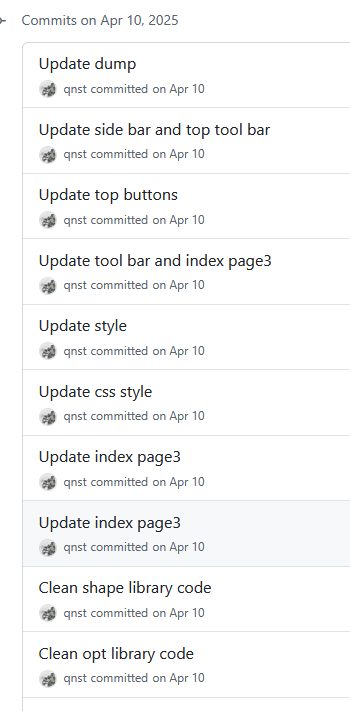 Commits on Apr 10, 2025
Update dump
qnst committed on Apr 10
Update side bar and top tool bar
qnst committed on Apr 10
Update top buttons
qnst committed on Apr 10
Update tool bar and index page3
qnst committed on Apr 10
Update style
qnst committed on Apr 10
Update css style
qnst committed on Apr 10
Update index page3
qnst committed on Apr 10
Update index page3
qnst committed on Apr 10
Clean shape library code
qnst committed on Apr 10
Clean opt library code
qnst committed on Apr 10